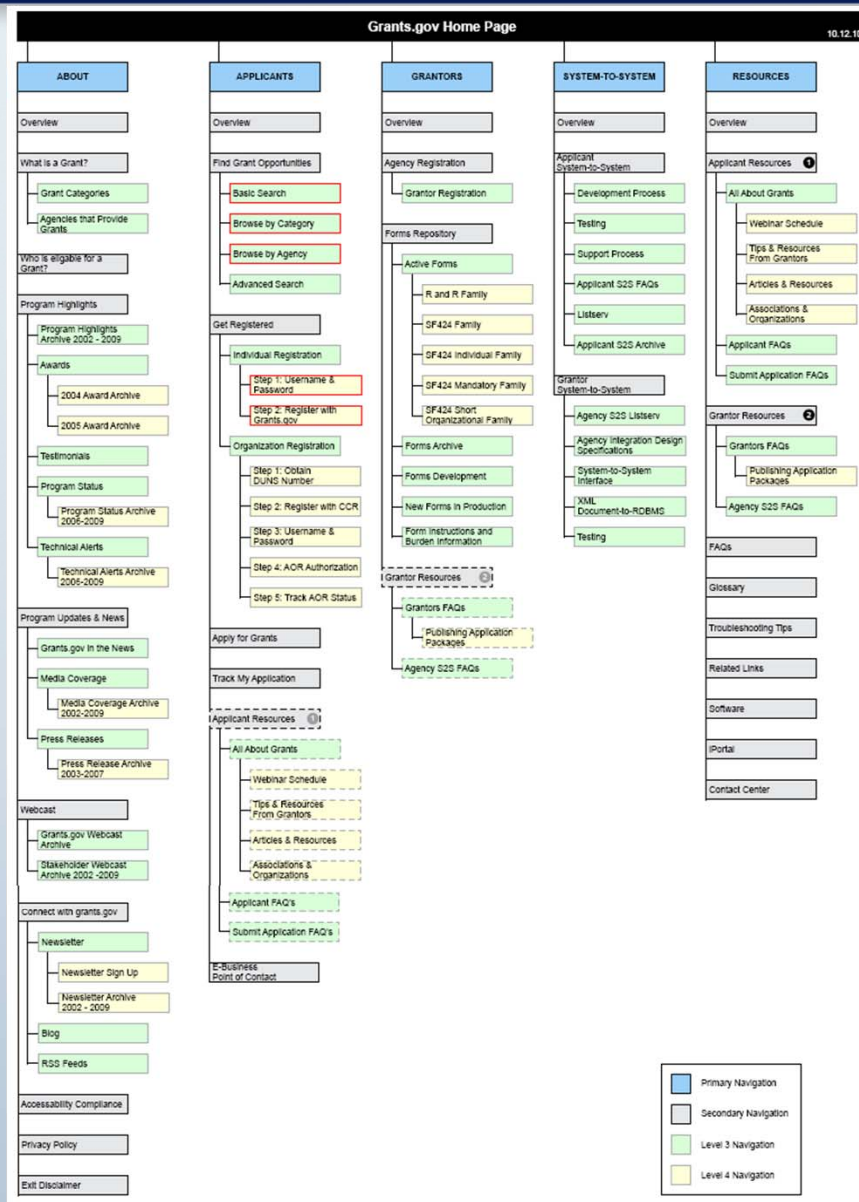 Grants.gov Home Page
10.12.10
ABOUT
Overview
What is a Grant?
Grant Categories
Agencies that Provide
Grants
Who is eligable for a
Grant?
Program Highlights
Program Highlights
Archive 2002 - 2009
Awards
2004 Award Archive
2005 Award Archive
Testimonials
Program Status
Program Status Archive
2006-2009
Technical Alerts
Technical Alerts Archive
2006-2009
Program Updates & News
Grants.gov in the News
Media Coverage
Media Coverage Archive
2002-2009
Press Releases
Press Release Archive
2003-2007
Webcast
Grants.gov Webcast
Archive
Stakeholder Webcast
Archive 2002 -2009
Connect with grants.gov
Newsletter
Newsletter Sign Up
Newsletter Archive
2002 - 2009
Blog
RSS Feeds
Accessability Compliance
Privacy Policy
Exit Disclaimer
APPLICANTS
Overview
Find Grant Opportunities
Basic Search
Browse by Category
Browse by Agency
Advanced Search
Get Registered
Individual Registration
Step 1: Username &
Password
Step 2: Register with
Grants.gov
Organization Registration
Step 1: Obtain
DUNS Number
Step 2: Register with CCR
Step 3: Username &
Password
Step 4: AOR Authorization
Step 5: Track AOR Status
Apply for Grants
Track My Application
Applicant Resources 1
All About Grants
Webinar Schedule
Tips & Resources
From Grantors
Articles & Resources
Associations &
Organizations
Applicant FAQ's
Submit Application FAQ's
E-Business
Point of Contact
GRANTORS
Overview
Agency Registration
Grantor Registration
Forms Repository
Active Forms
R and R Family
SF424 Family
SF424 Individual Family
SF424 Mandatory Family
SF424 Short
Organizational Family
Forms Archive
Forms Development
New Forms in Production
Form Instructions and
Burden Information
Grantor Resources 2
Grantors FAQs
Publishing Application
Packages
Agency S2S FAQs
SYSTEM-TO-SYSTEM
Overview
Applicant
System-to-System
Development Process
Testing
Support Process
Applicant S2S FAQs
Listserv
Applicant S2S Archive
Grantor
System-to-System
Agency S2S Listserv
Agency Integration Design
Specifications
System-to-System
Interface
XML
Document-to-RDBMS
Testing
RESOURCES
Overview
Applicant Resources 1
All About Grants
Webinar Schedule
Tips & Resources
From Grantors
Articles & Resources
Associations &
Organizations
Applicant FAQs
Submit Application FAQs
Grantor Resources 2
Grantors FAQs
Publishing Application
Packages
Agency S2S FAQs
FAQs
Glossary
Troubleshooting Tips
Related Links
Software
iPortal
Contact Center
Primary Navigation
Secondary Navigation
Level 3 Navigation
Level 4 Navigation